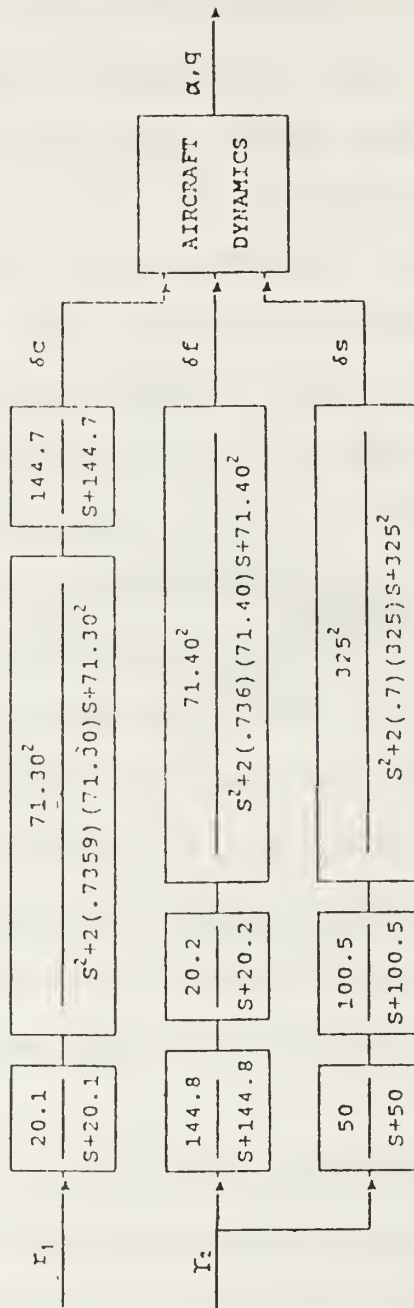 r₁
20.1
S+20.1
71.30²
S²+2(.7359)(71.30)S+71.30²
144.7
S+144.7
δc
r₂
144.8
S+144.8
20.2
S+20.2
71.40²
S²+2(.736)(71.40)S+71.40²
δf
50
S+50
100.5
S+100.5
325²
S²+2(.7)(325)S+325²
δs
AIRCRAFT
DYNAMICS
α,q